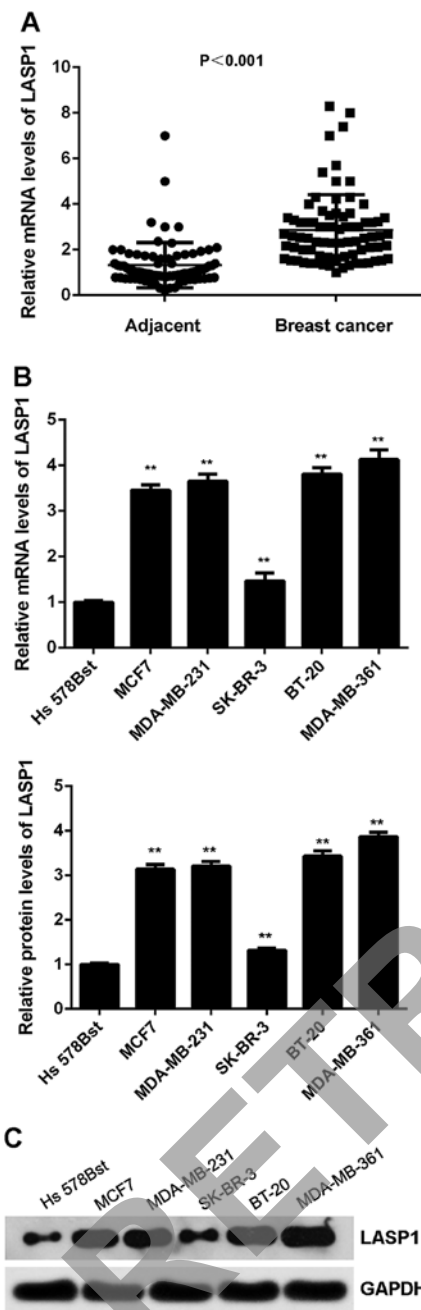 A
P<0.001
Relative mRNA levels of LASP1
10
8
6
4
2
0
Adjacent
Breast cancer
B
Relative mRNA levels of LASP1
5
4
3
2
1
0
**
**
**
**
**
Hs 578Bst
MCF7
MDA-MB-231
SK-BR-3
BT-20
MDA-MB-361
Relative protein levels of LASP1
5
4
3
2
1
0
**
**
**
**
**
Hs 578Bst
MCF7
MDA-MB-231
SK-BR-3
BT-20
MDA-MB-361
C
Hs 578Bst
MCF7
MDA-MB-231
SK-BR-3
BT-20
MDA-MB-361
LASP1
GAPDH
RETR